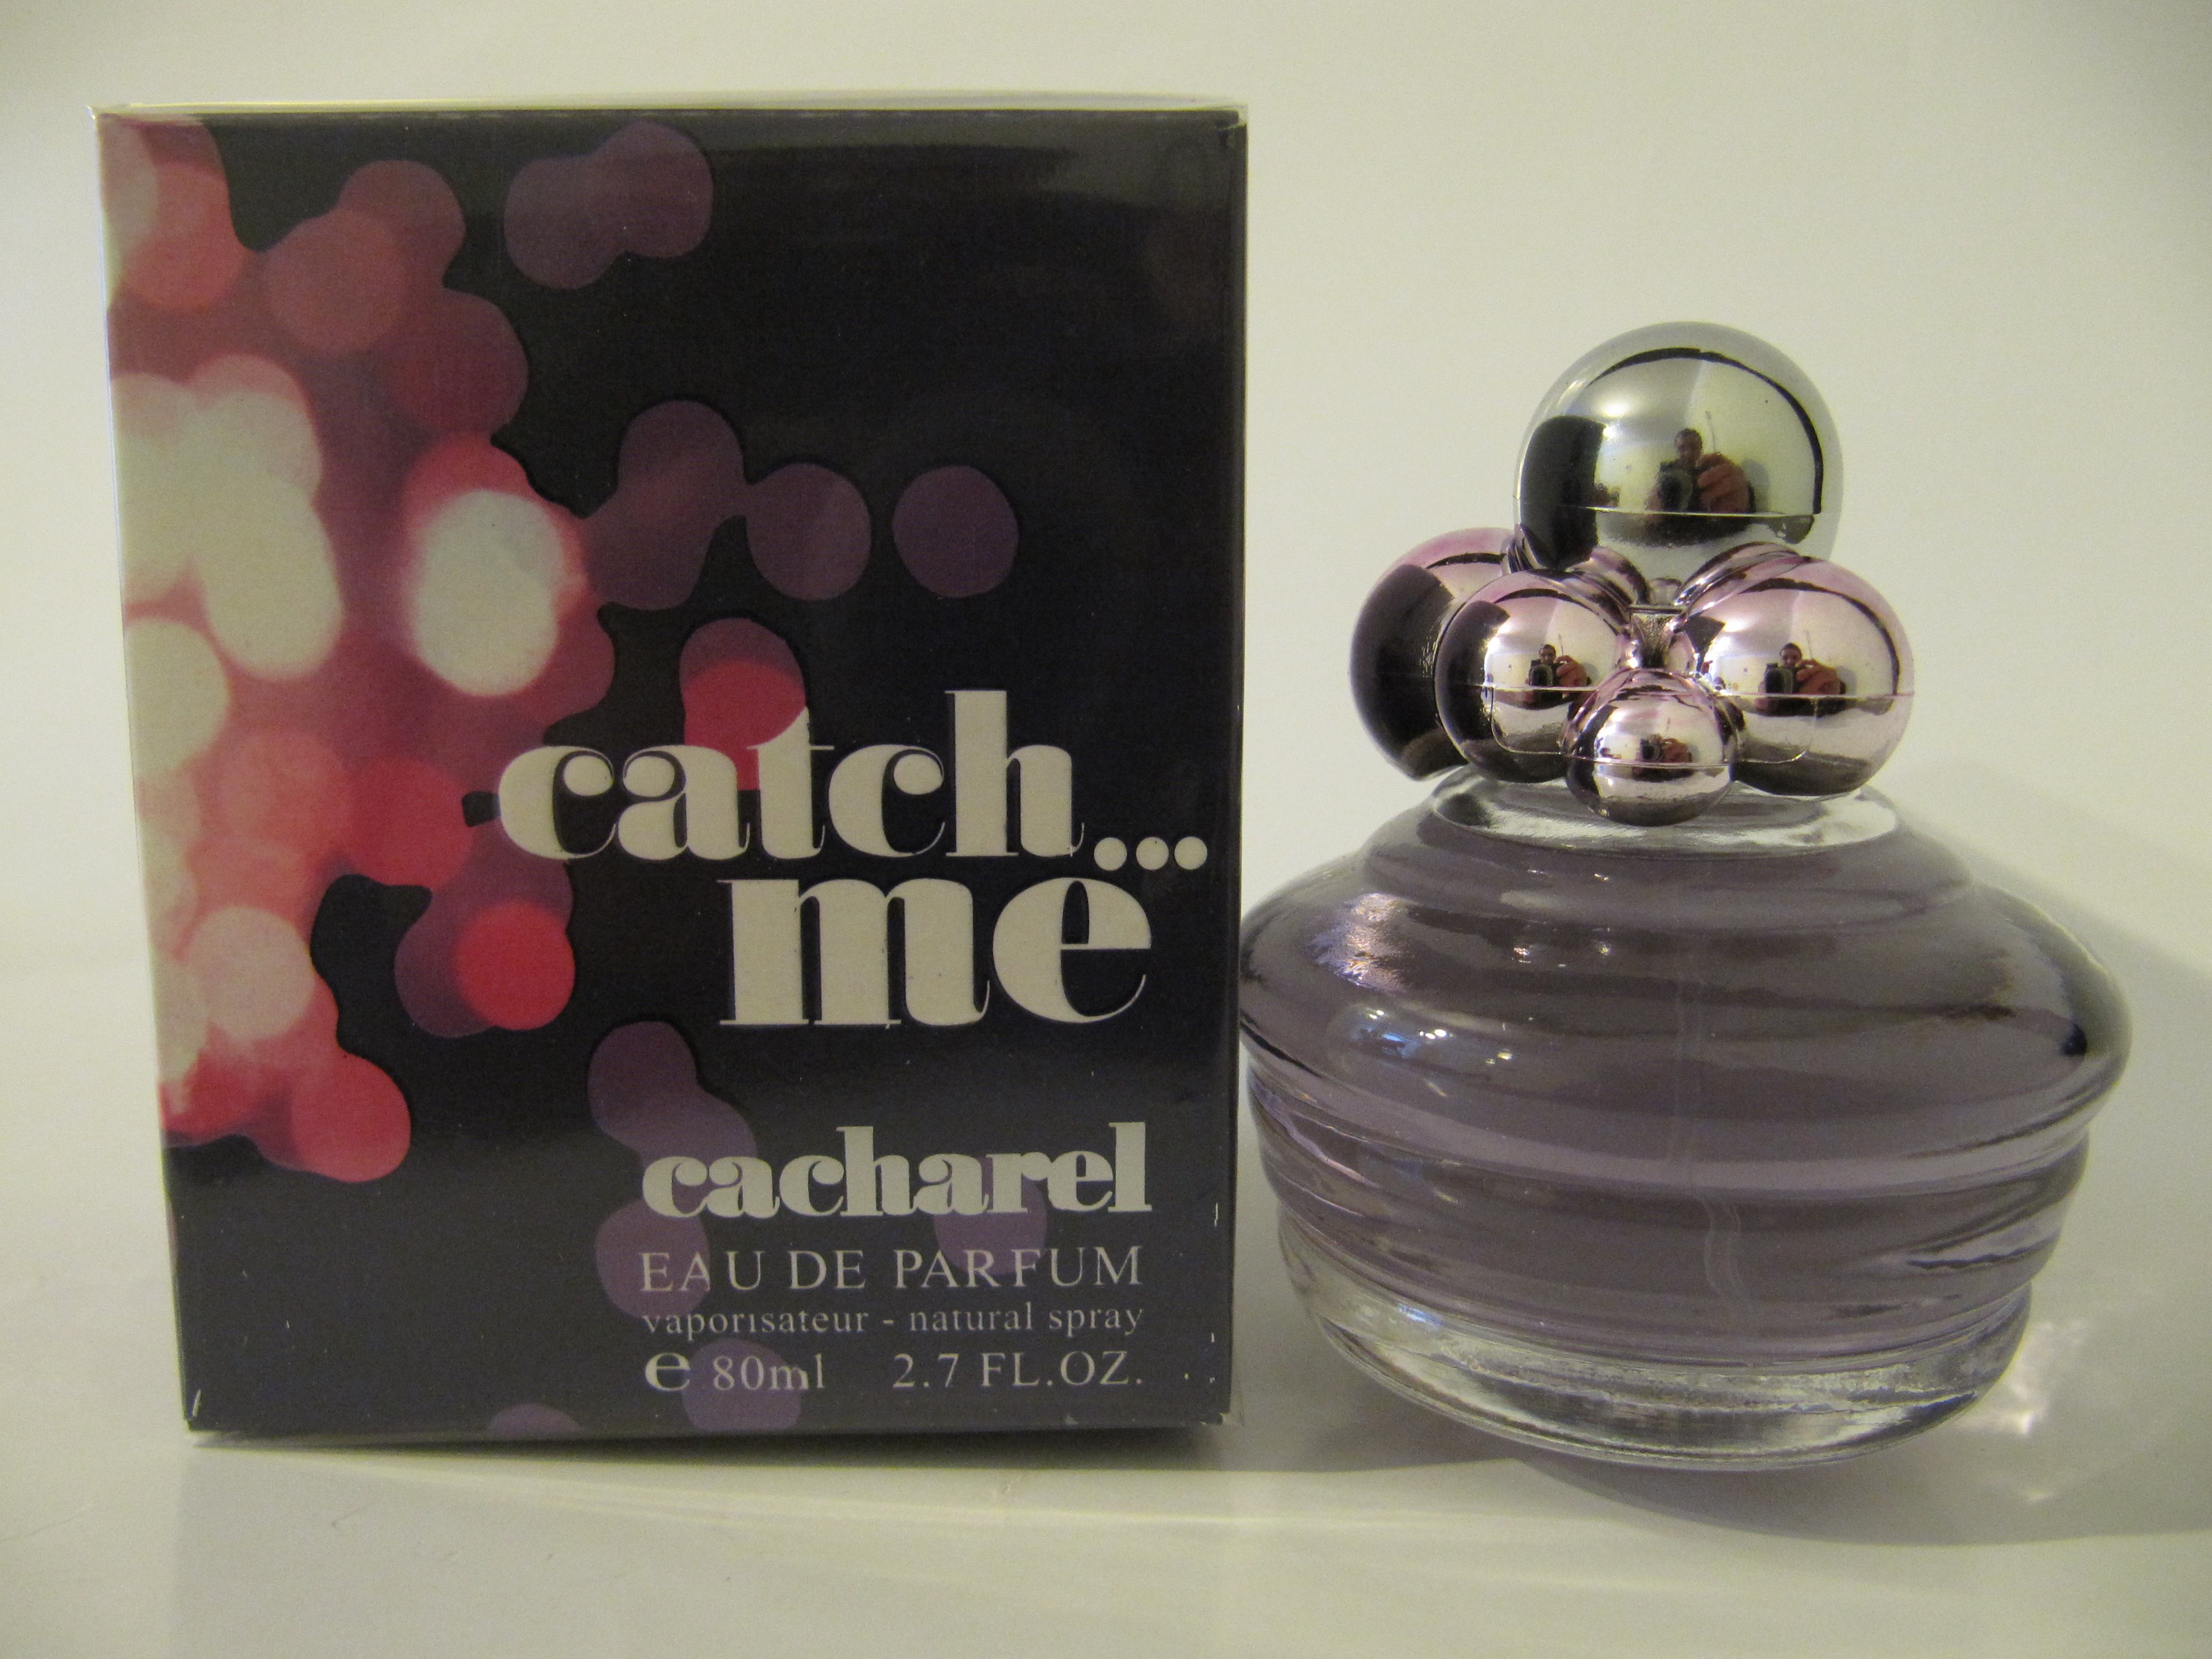 catch...
me
cacharel
EAU DE PARFUM
vaporisateur - natural spray
e 80ml 2.7 FL.OZ.